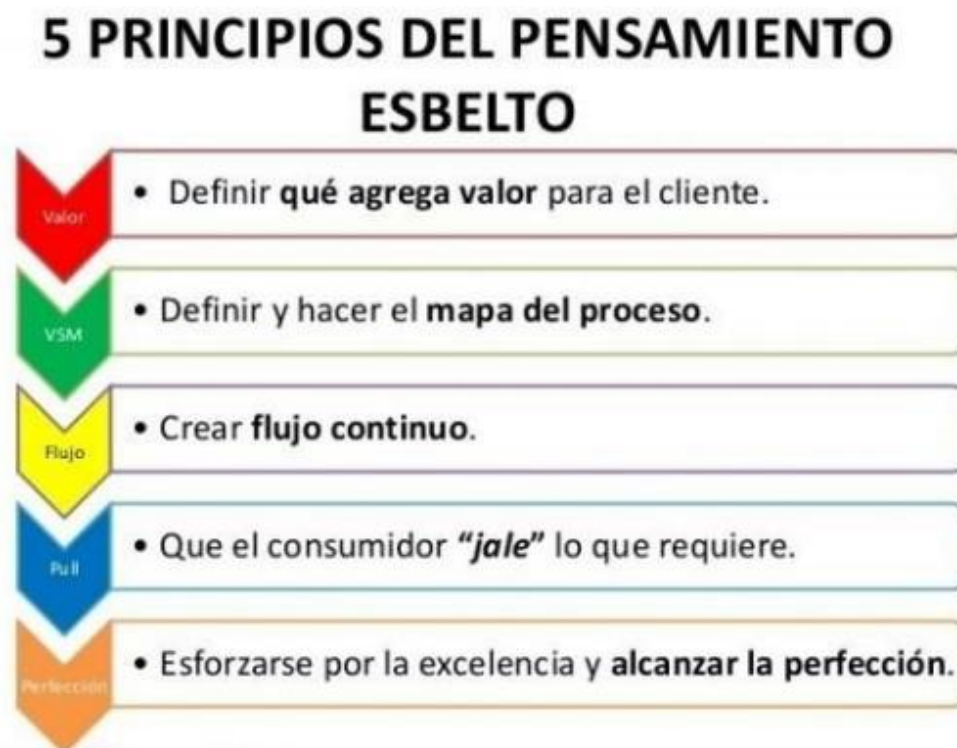 5 PRINCIPIOS DEL PENSAMIENTO
ESBELTO
Valor
• Definir qué agrega valor para el cliente.
VSM
• Definir y hacer el mapa del proceso.
Flujo
• Crear flujo continuo.
Pull
• Que el consumidor “jale” lo que requiere.
Perfección
• Esforzarse por la excelencia y alcanzar la perfección.